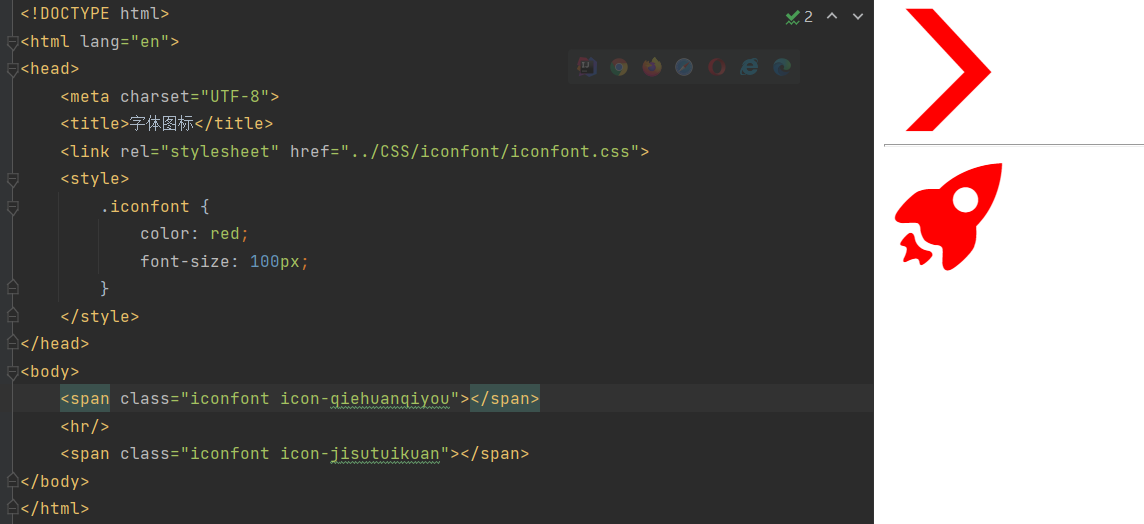 <!DOCTYPE html>
2
<html lang="en">
<head>
    <meta charset="UTF-8">
    <title>字体图标</title>
    <link rel="stylesheet" href="../CSS/iconfont/iconfont.css">
    <style>
        .iconfont {
            color: red;
            font-size: 100px;
        }
    </style>
</head>
<body>
    <span class="iconfont icon-qiehuanqiyou"></span>
    <hr/>
    <span class="iconfont icon-jisutuikuan"></span>
</body>
</html>